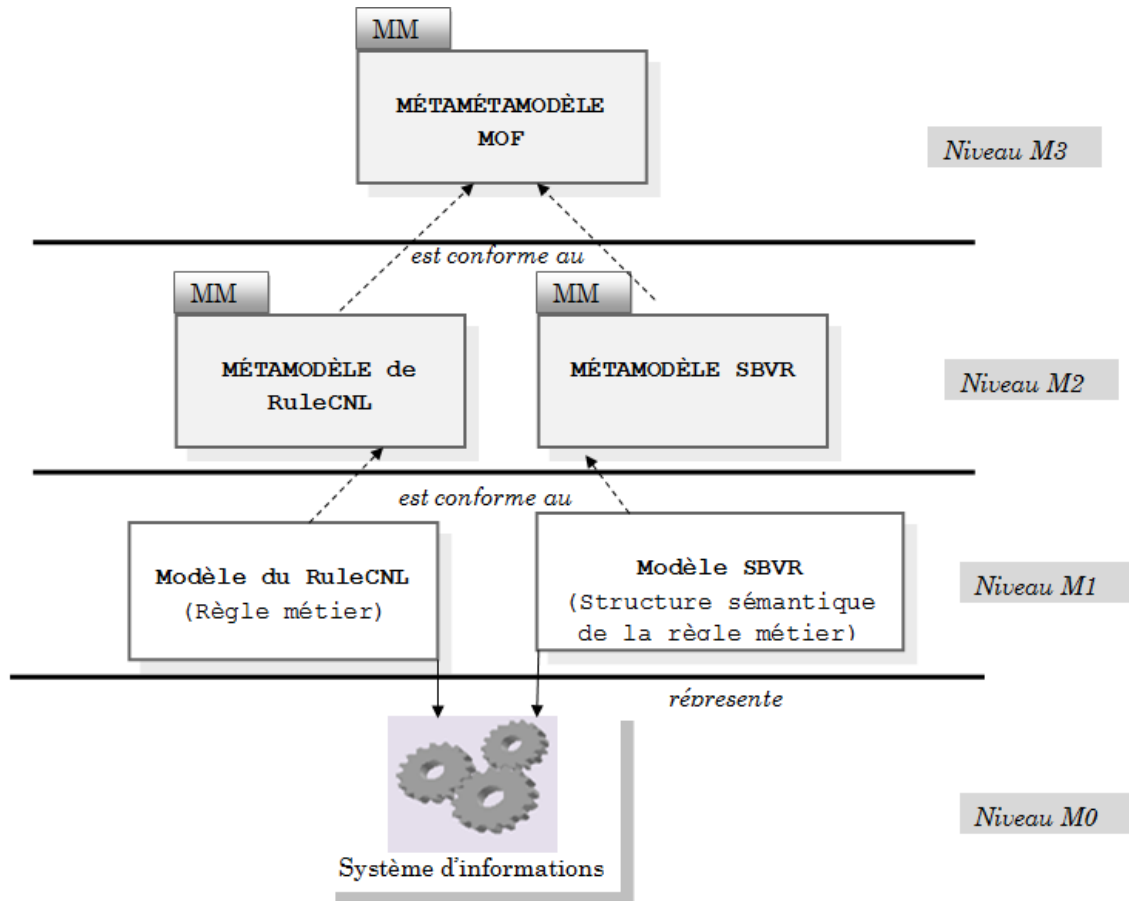 MM
MÉTAMÉTAMODÈLE
MOF
Niveau M3
est conforme au
MM
MM
MÉTAMODÈLE de
RuleCNL
MÉTAMODÈLE SBVR
Niveau M2
est conforme au
Modèle du RuleCNL
(Règle métier)
Modèle SBVR
(Structure sémantique
de la règle métier)
Niveau M1
répresente
Niveau M0
Système d'informations